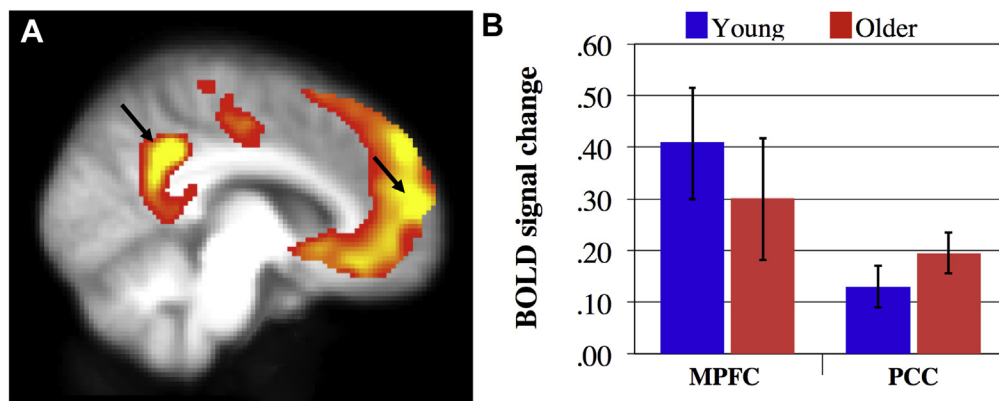 A
B
Young Older
.60
.50
.40
.30
.20
.10
.00
BOLD signal change
MPFC PCC